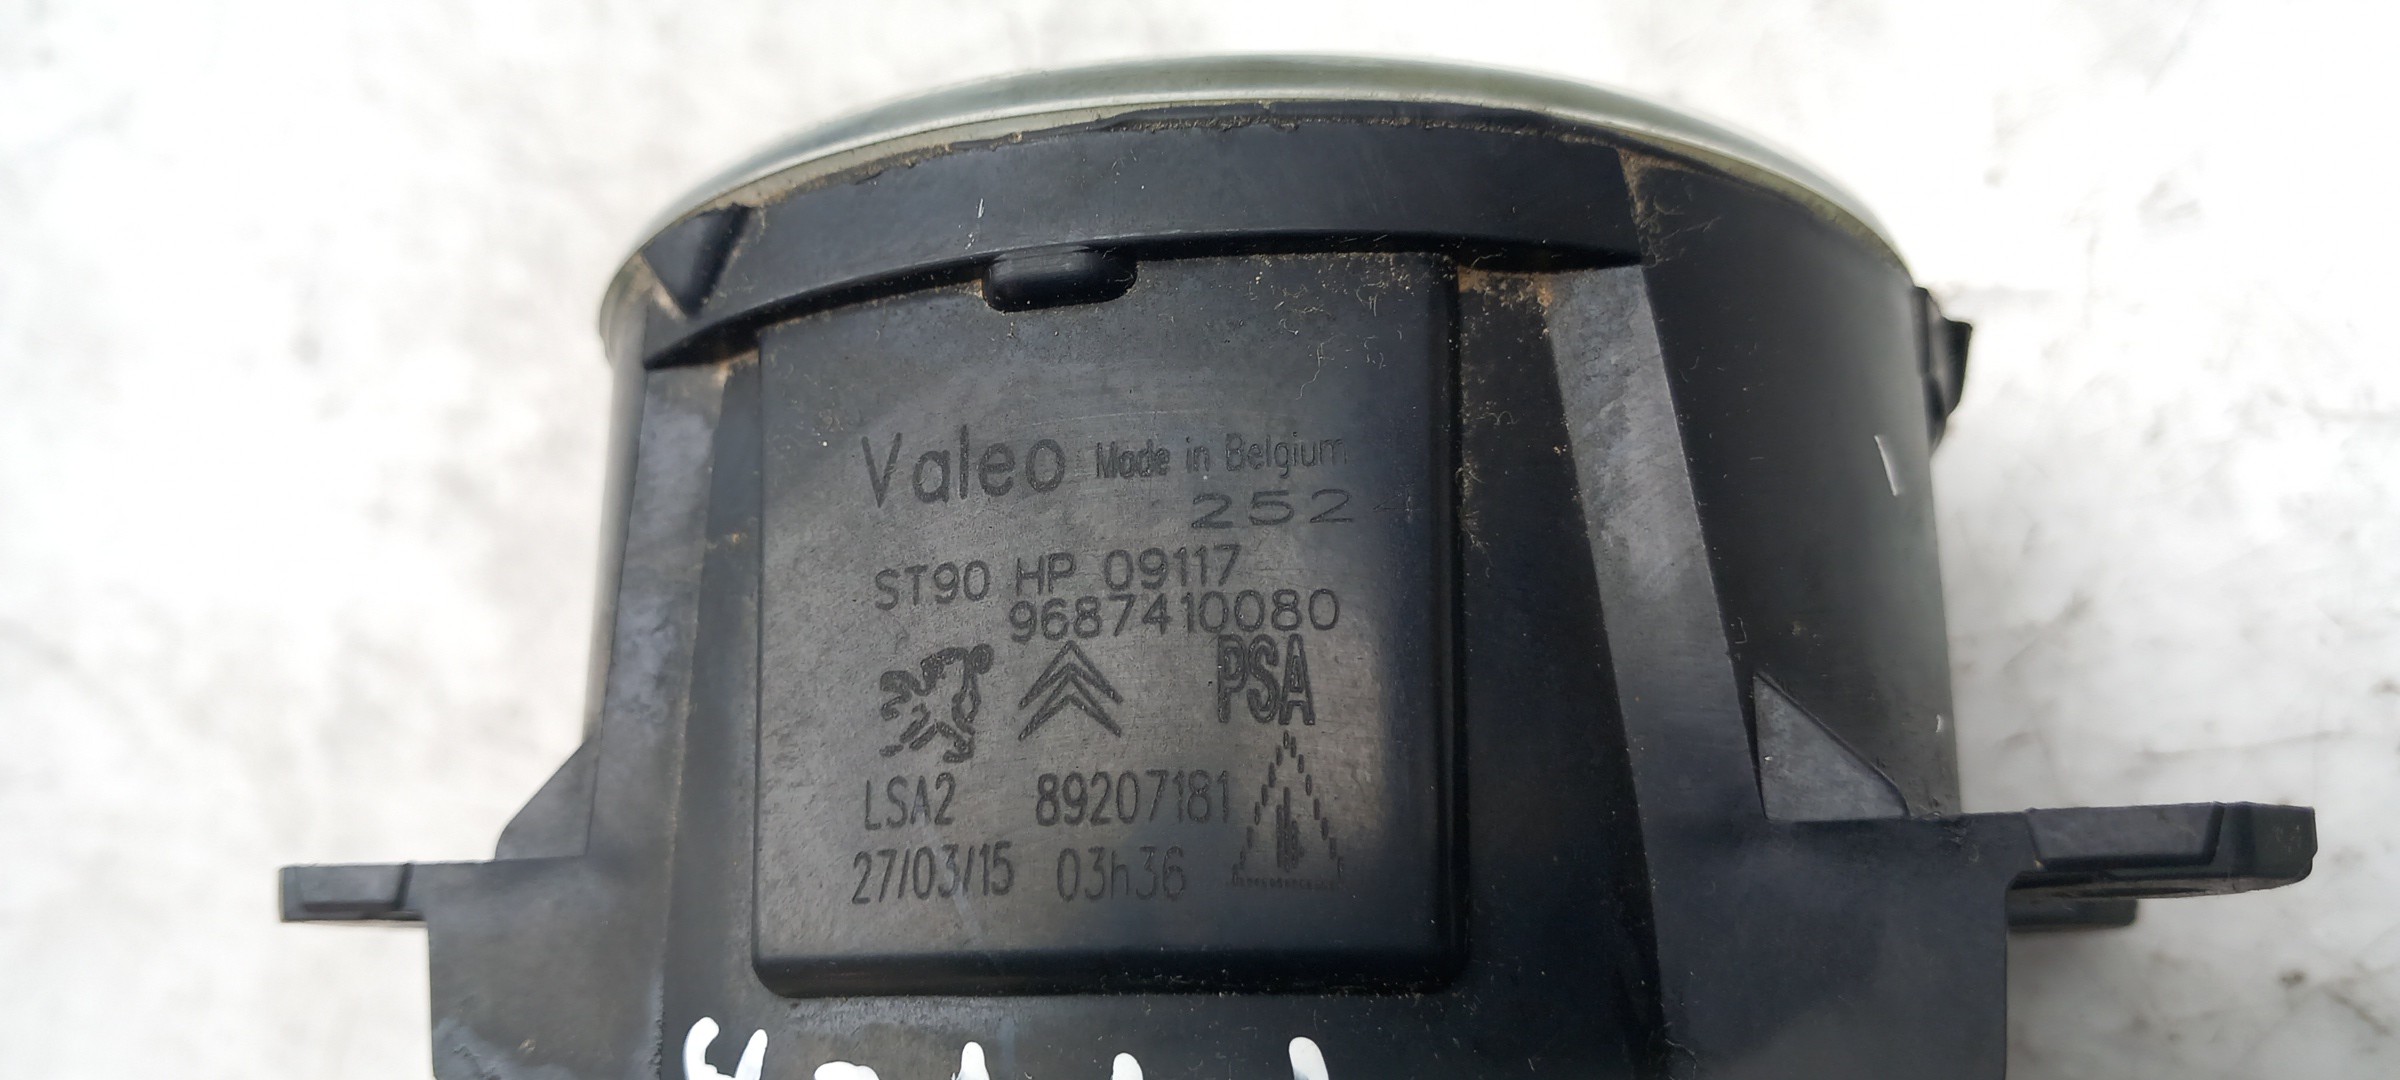 Valeo Made in Belgium
252
ST90 HP 09117
9687410080
PSA
LSA2 89207181
27/03/15 03h36